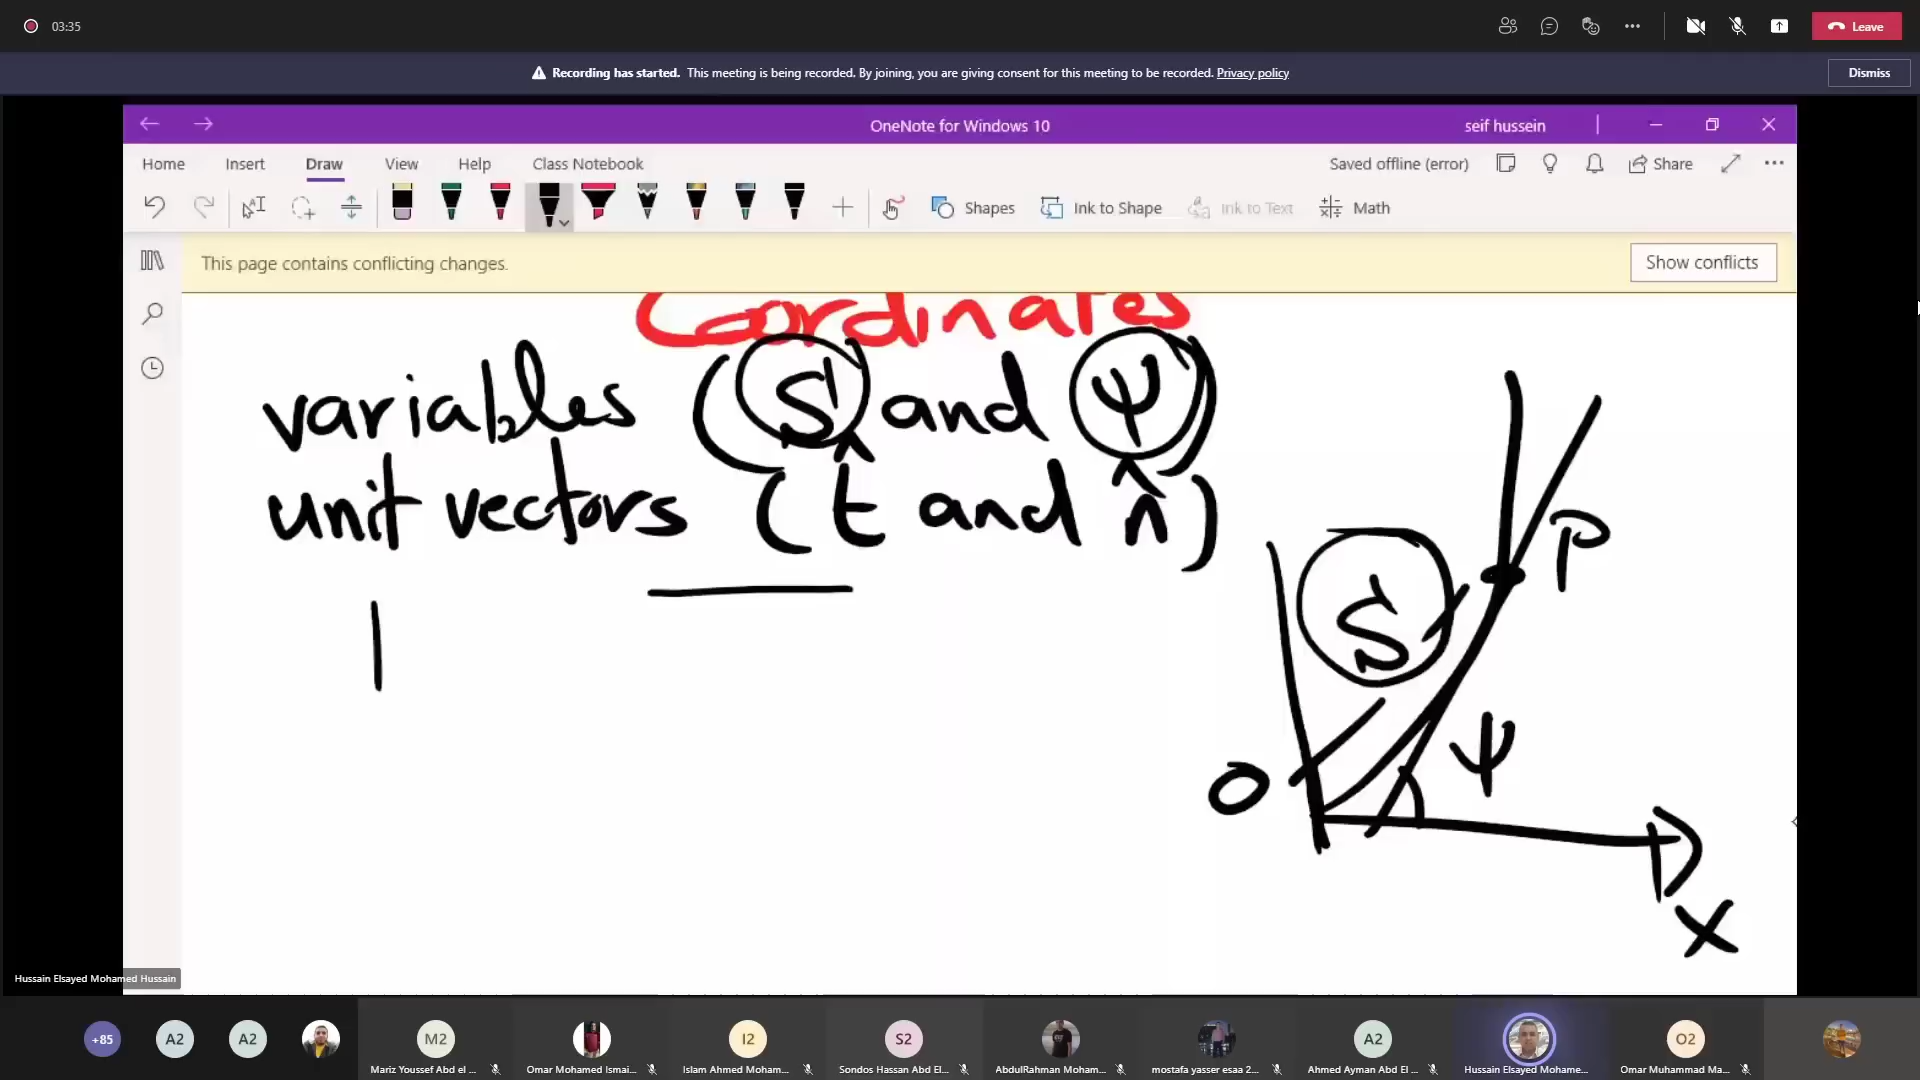 03:35
Leave
Recording has started. This meeting is being recorded. By joining, you are giving consent for this meeting to be recorded. Privacy policy
Dismiss
OneNote for Windows 10
seif hussein
Home Insert Draw View Help Class Notebook
Saved offline (error) Share
Shapes Ink to Shape Ink to Text Math
This page contains conflicting changes.
Show conflicts
Coordinates
variables (S and ψ)
unit vectors (t̂ and n̂)
P
S
ψ
O
x
Hussain Elsayed Mohamed Hussain
+85 A2 A2 M2 I2 S2 A2 O2
Mariz Youssef Abd el ... Omar Mohamed Ismai... Islam Ahmed Moham... Sondos Hassan Abd El... AbdulRahman Moham... mostafa yasser esaa 2... Ahmed Ayman Abd El ... Hussain Elsayed Mohame... Omar Muhammad Ma...